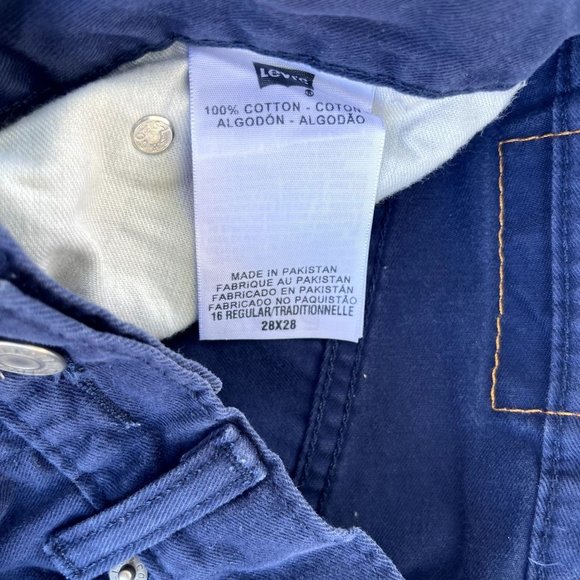 Levi's
®
100% COTTON - COTON
ALGODÓN - ALGODÃO
MADE IN PAKISTAN
FABRIQUE AU PAKISTAN
FABRICADO EN PAKISTÁN
FABRICADO NO PAQUISTÃO
16 REGULAR/TRADITIONNELLE
28X28